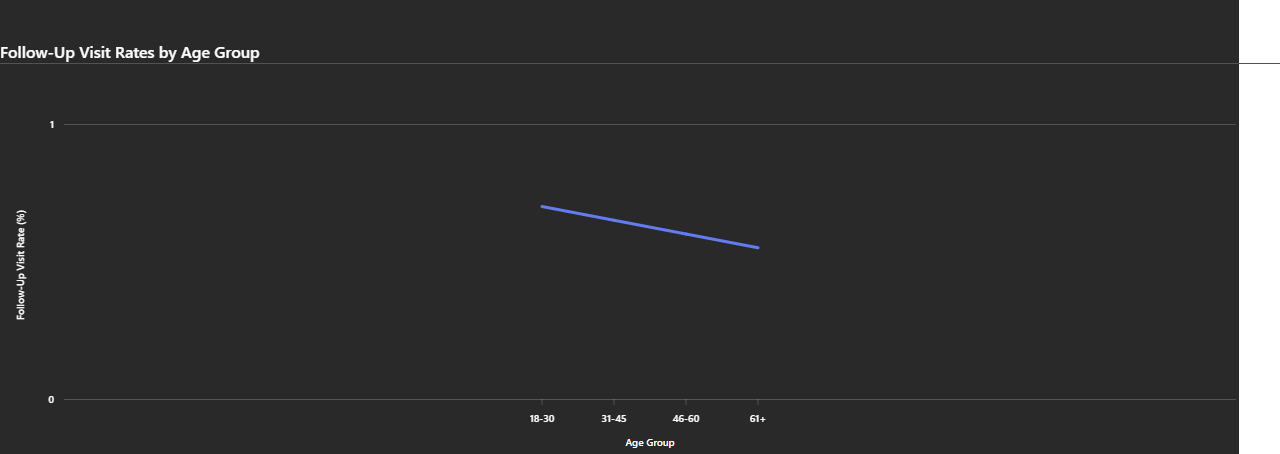 Follow-Up Visit Rates by Age Group
1
Follow-Up Visit Rate (%)
0
18-30 31-45 46-60 61+
Age Group